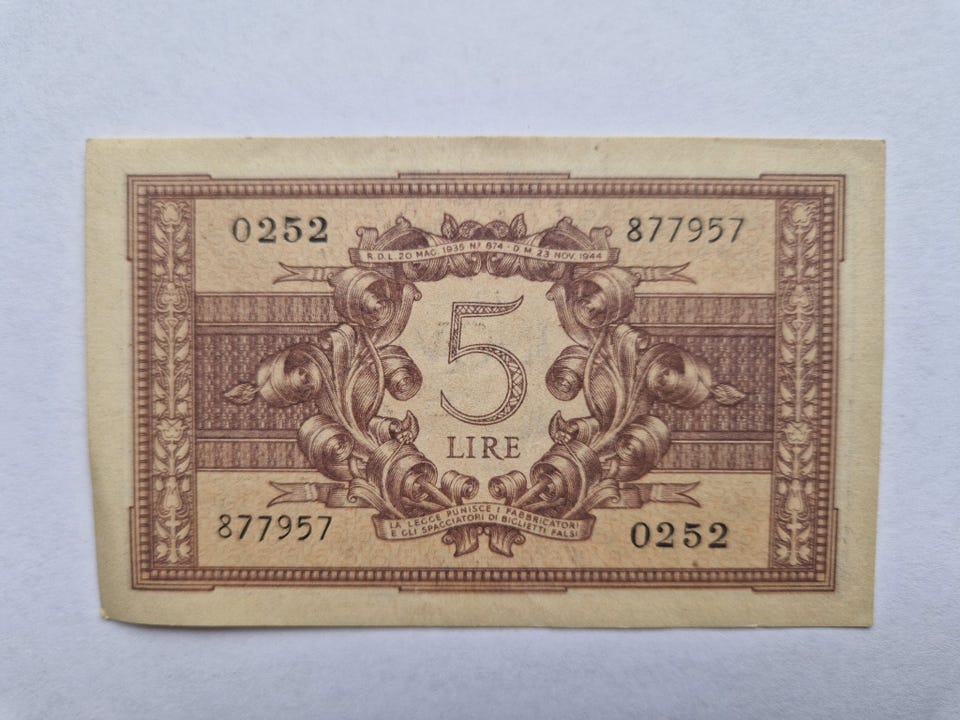 0252
877957
R.D.L. 20 MAG. 1935 Nº 874 - D.M. 23 NOV. 1944
5
LIRE
877957
LA LEGGE PUNISCE I FABBRICATORI
E GLI SPACCIATORI DI BIGLIETTI FALSI
0252